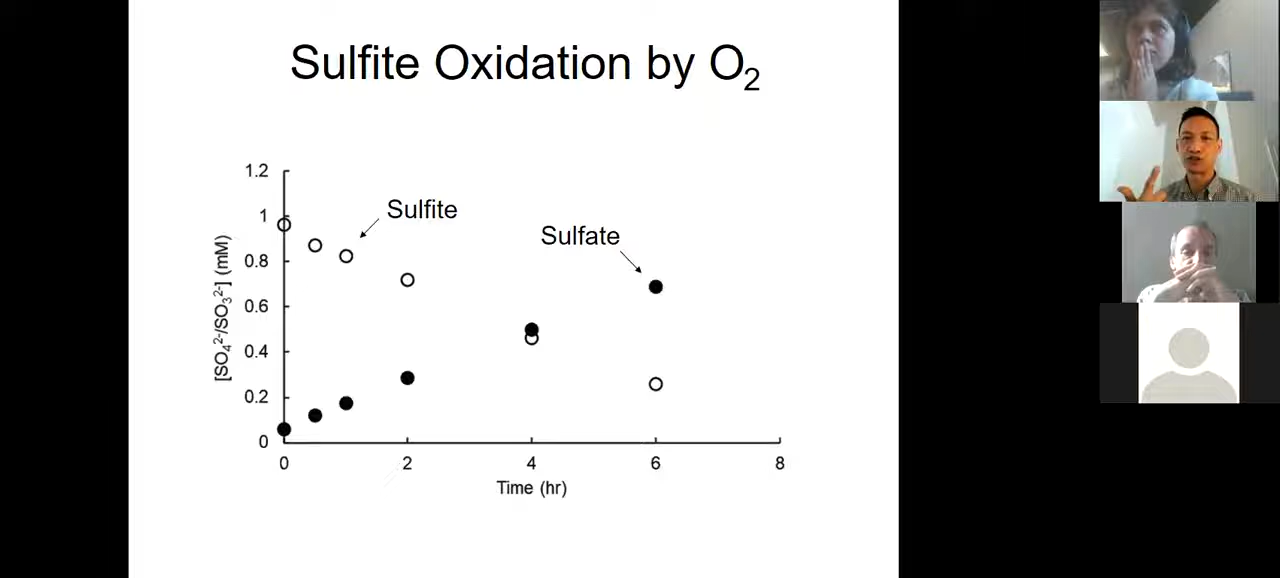 Sulfite Oxidation by O₂
1.2
1
0.8
0.6
0.4
0.2
0
[SO₄²⁻/SO₃²⁻] (mM)
Sulfite
Sulfate
0 2 4 6 8
Time (hr)